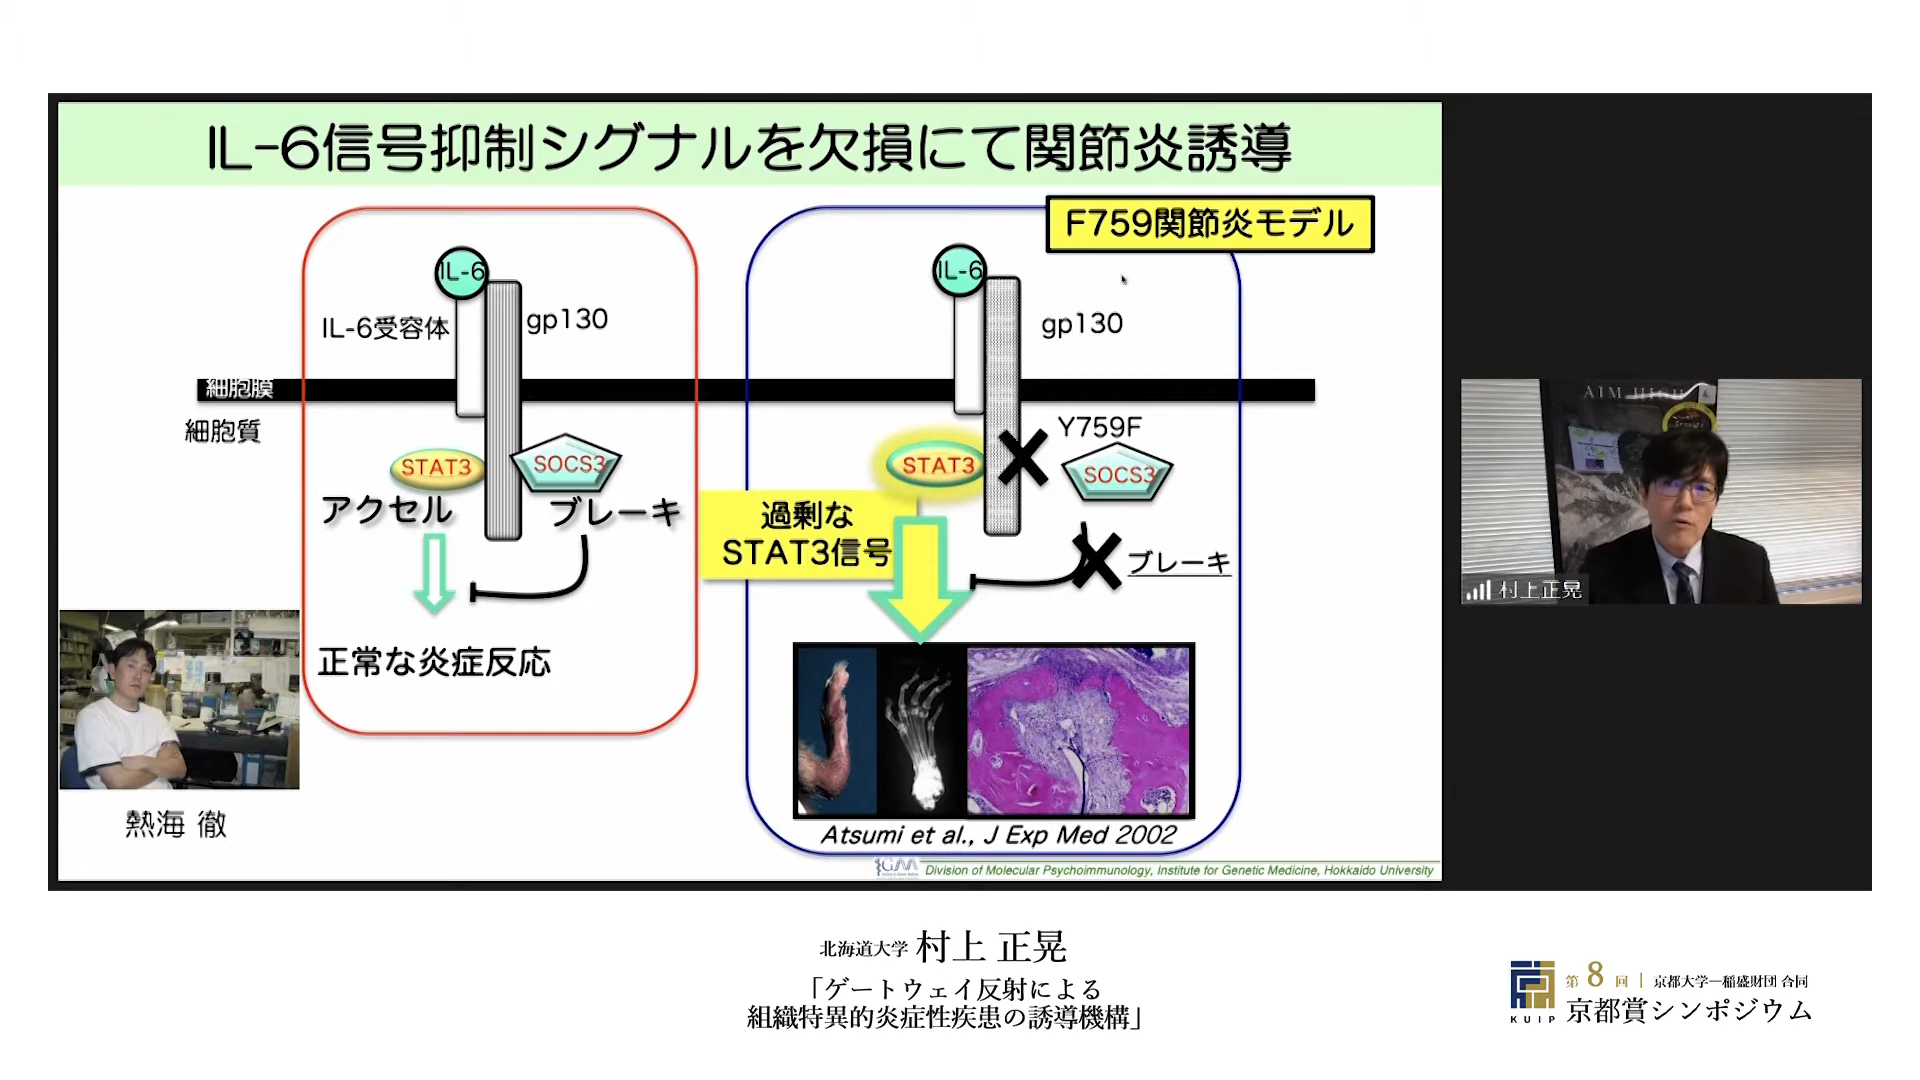 IL-6信号抑制シグナルを欠損にて関節炎誘導
F759関節炎モデル
IL-6
IL-6受容体
gp130
細胞膜
細胞質
STAT3
SOCS3
アクセル
ブレーキ
正常な炎症反応
IL-6
gp130
Y759F
STAT3
SOCS3
過剰な
STAT3信号
ブレーキ
Atsumi et al., J Exp Med 2002
熱海 徹
Division of Molecular Psychoimmunology, Institute for Genetic Medicine, Hokkaido University
AIM HIGH
村上正晃
北海道大学 村上 正晃
「ゲートウェイ反射による
組織特異的炎症性疾患の誘導機構」
第 8 回 | 京都大学—稲盛財団 合同
京都賞シンポジウム
KUIP